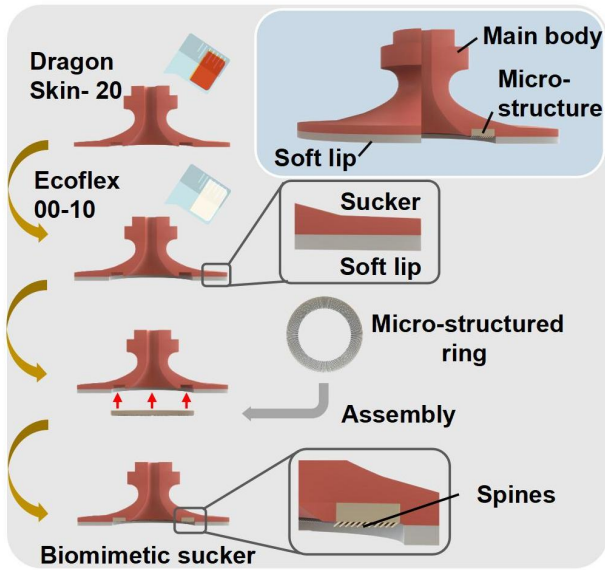 Dragon
Skin- 20
Main body
Micro-
structure
Soft lip
Ecoflex
00-10
Sucker
Soft lip
Micro-structured
ring
Assembly
Spines
Biomimetic sucker